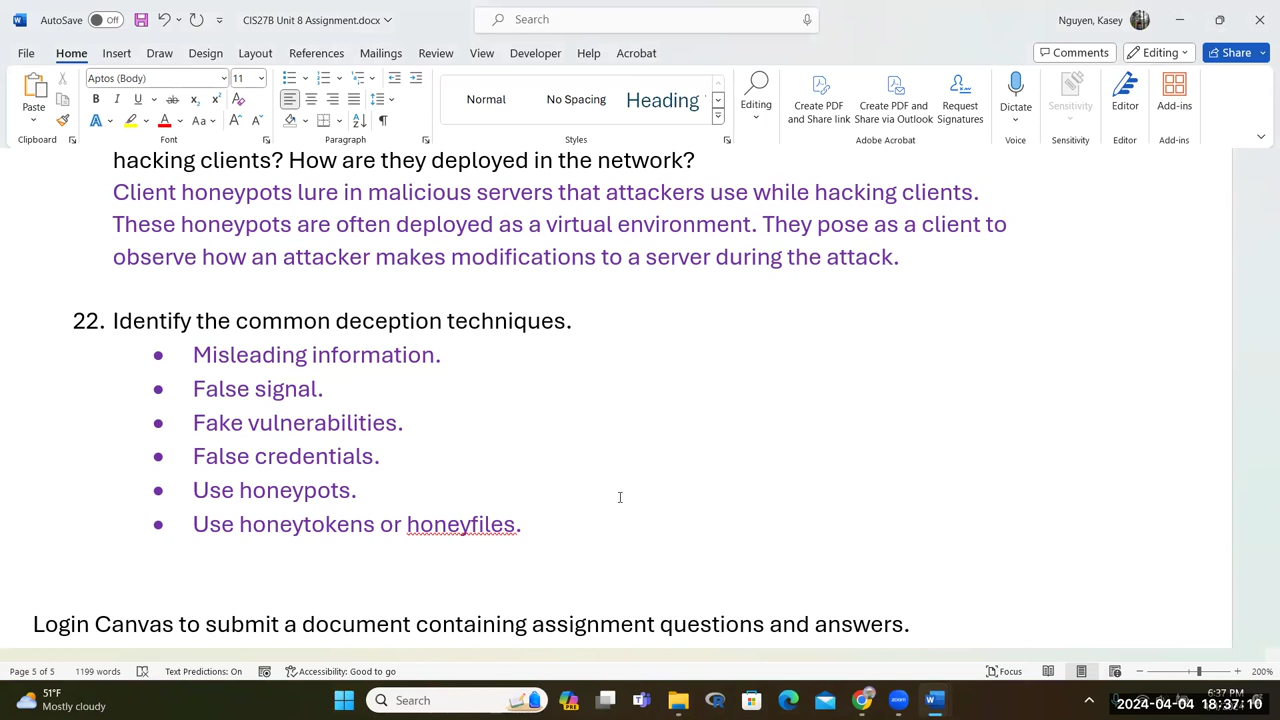 AutoSave Off CIS27B Unit 8 Assignment.docx Search Nguyen, Kasey
File Home Insert Draw Design Layout References Mailings Review View Developer Help Acrobat Comments Editing Share
Aptos (Body) 11
Paste
Normal No Spacing Heading
Editing
Create PDF and Share link
Create PDF and Share via Outlook
Request Signatures
Dictate
Sensitivity
Editor
Add-ins
Clipboard Font Paragraph Styles Adobe Acrobat Voice Sensitivity Editor Add-ins
hacking clients? How are they deployed in the network?
Client honeypots lure in malicious servers that attackers use while hacking clients.
These honeypots are often deployed as a virtual environment. They pose as a client to
observe how an attacker makes modifications to a server during the attack.
22. Identify the common deception techniques.
• Misleading information.
• False signal.
• Fake vulnerabilities.
• False credentials.
• Use honeypots.
• Use honeytokens or honeyfiles.
Login Canvas to submit a document containing assignment questions and answers.
Page 5 of 5 1199 words Text Predictions: On Accessibility: Good to go Focus 200%
51°F
Mostly cloudy
Search
6:37 PM
2024-04-04 18:37:10